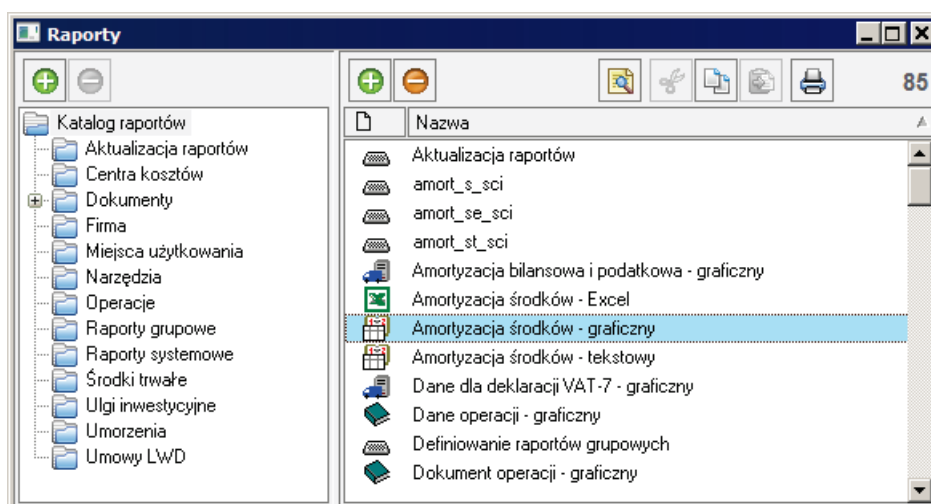 Raporty
85
Katalog raportów
Aktualizacja raportów
Centra kosztów
Dokumenty
Firma
Miejsca użytkowania
Narzędzia
Operacje
Raporty grupowe
Raporty systemowe
Środki trwałe
Ulgi inwestycyjne
Umorzenia
Umowy LWD
Nazwa
Aktualizacja raportów
amort_s_sci
amort_se_sci
amort_st_sci
Amortyzacja bilansowa i podatkowa - graficzny
Amortyzacja środków - Excel
Amortyzacja środków - graficzny
Amortyzacja środków - tekstowy
Dane dla deklaracji VAT-7 - graficzny
Dane operacji - graficzny
Definiowanie raportów grupowych
Dokument operacji - graficzny